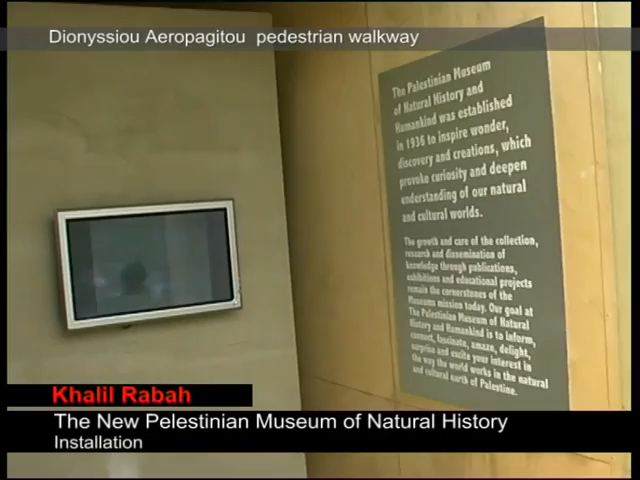 Dionyssiou Aeropagitou pedestrian walkway
The Palestinian Museum
of Natural History and
Humankind was established
in 1936 to inspire wonder,
discovery and creations, which
provoke curiosity and deepen
understanding of our natural
and cultural worlds.
The growth and care of the collection,
research and dissemination of
knowledge through publications,
exhibitions and educational projects
remain the cornerstones of the
Museums mission today. Our goal at
The Palestinian Museum of Natural
History and Humankind is to inform,
connect, fascinate, amaze, delight,
surprise and excite your interest in
the way the world works in the natural
and cultural earth of Palestine.
Khalil Rabah
The New Pelestinian Museum of Natural History
Installation